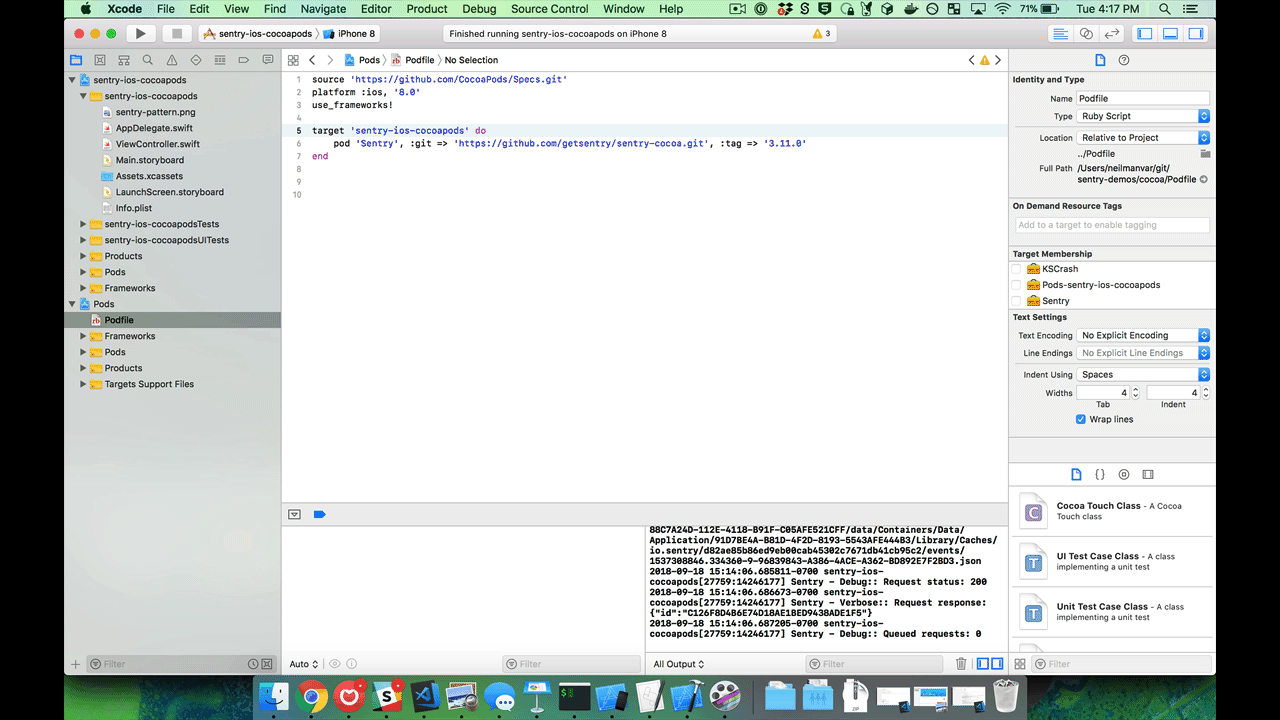 Xcode File Edit View Find Navigate Editor Product Debug Source Control Window Help 71% Tue 4:17 PM
sentry-ios-cocoapods iPhone 8 Finished running sentry-ios-cocoapods on iPhone 8 3
Pods Podfile No Selection
sentry-ios-cocoapods
sentry-ios-cocoapods
sentry-pattern.png
AppDelegate.swift
ViewController.swift
Main.storyboard
Assets.xcassets
LaunchScreen.storyboard
Info.plist
sentry-ios-cocoapodsTests
sentry-ios-cocoapodsUITests
Products
Pods
Frameworks
Pods
Podfile
Frameworks
Pods
Products
Targets Support Files
Filter
1 source 'https://github.com/CocoaPods/Specs.git'
2 platform :ios, '8.0'
3 use_frameworks!
4
5 target 'sentry-ios-cocoapods' do
6 pod 'Sentry', :git => 'https://github.com/getsentry/sentry-cocoa.git', :tag => '3.11.0'
7 end
8
9
10
Auto Filter
88C7A24D-112E-4118-B91F-C05AFE521CFF/data/Containers/Data/
Application/91D7BE4A-B81D-4F2D-8193-5543AFE444B3/Library/Caches/
io.sentry/d82ae85b86ed9eb00cab45302c7671db41cb95c2/events/
1537308846.334360-9-96839843-A386-4ACE-A362-BD892E7F2BD3.json
2018-09-18 15:14:06.685811-0700 sentry-ios-
cocoapods[27759:14246177] Sentry - Debug:: Request status: 200
2018-09-18 15:14:06.686673-0700 sentry-ios-
cocoapods[27759:14246177] Sentry - Verbose:: Request response:
{"id":"C126F8D4B6E74D18AE1BED9438ADE1F5"}
2018-09-18 15:14:06.687205-0700 sentry-ios-
cocoapods[27759:14246177] Sentry - Debug:: Queued requests: 0
All Output Filter
Identity and Type
Name Podfile
Type Ruby Script
Location Relative to Project
../Podfile
Full Path /Users/neilmanvar/git/
sentry-demos/cocoa/Podfile
On Demand Resource Tags
Add to a target to enable tagging
Target Membership
KSCrash
Pods-sentry-ios-cocoapods
Sentry
Text Settings
Text Encoding No Explicit Encoding
Line Endings No Explicit Line Endings
Indent Using Spaces
Widths 4 4
Tab Indent
Wrap lines
Cocoa Touch Class - A Cocoa
Touch class
UI Test Case Class - A class
implementing a unit test
Unit Test Case Class - A class
implementing a unit test
Filter